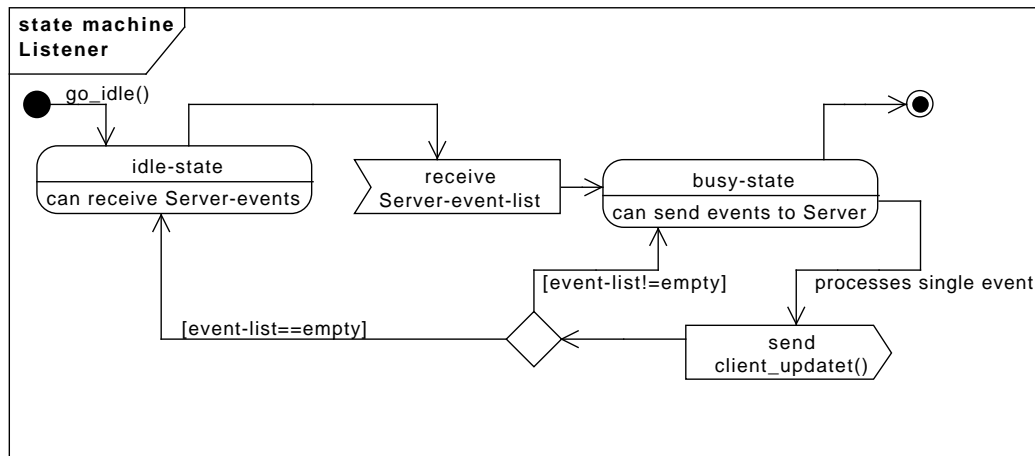 state machine
Listener
go_idle()
idle-state
can receive Server-events
receive
Server-event-list
busy-state
can send events to Server
[event-list!=empty]
processes single event
[event-list==empty]
send
client_updatet()